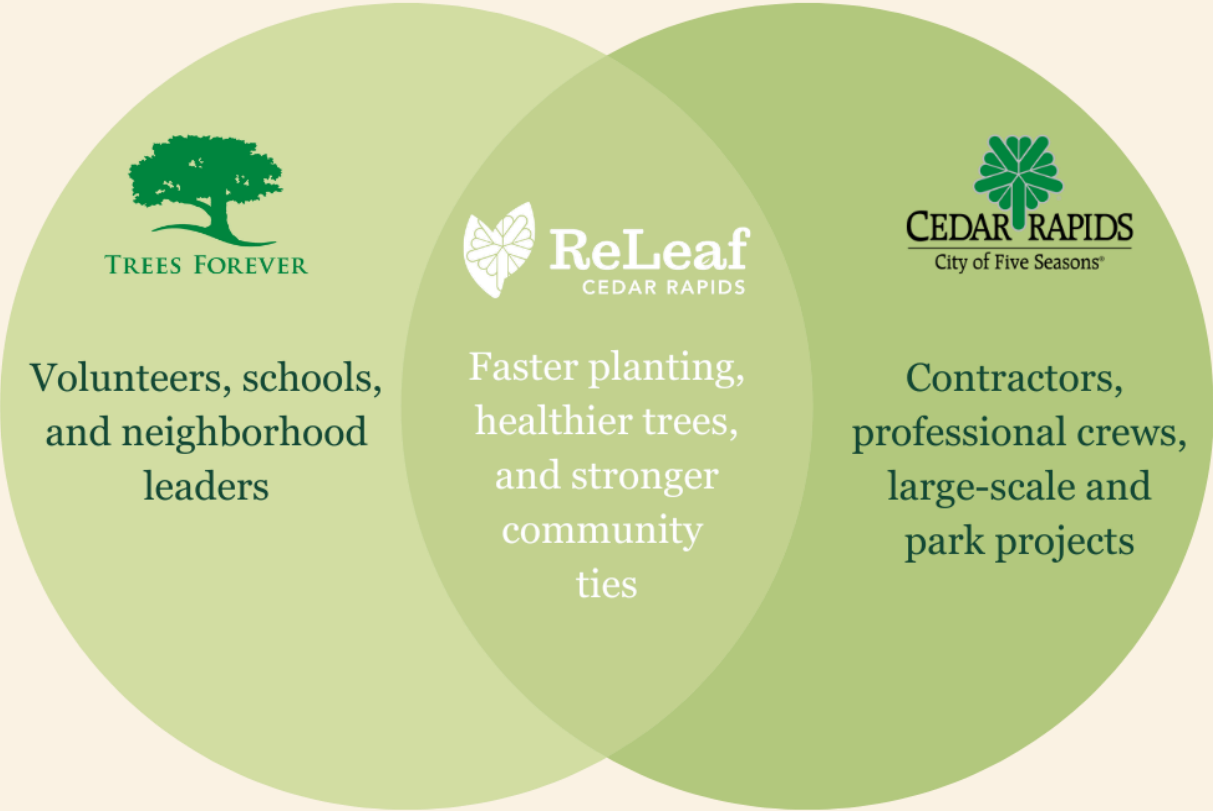 TREES FOREVER
Volunteers, schools,
and neighborhood
leaders
ReLeaf
CEDAR RAPIDS
Faster planting,
healthier trees,
and stronger
community
ties
CEDAR RAPIDS
City of Five Seasons®
Contractors,
professional crews,
large-scale and
park projects